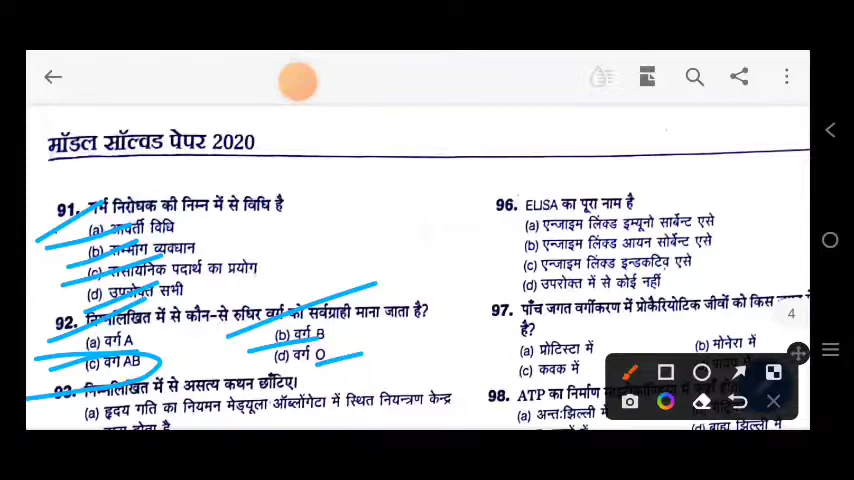 मॉडल सॉल्वड पेपर 2020
91. गर्भ निरोधक की निम्न में से विधि है
(a) आवर्ती विधि
(b) सम्भोग व्यवधान
(c) रासायनिक पदार्थ का प्रयोग
(d) उपरोक्त सभी
92. निम्नलिखित में से कौन-से रुधिर वर्ग को सर्वग्राही माना जाता है?
(a) वर्ग A
(b) वर्ग B
(c) वर्ग AB
(d) वर्ग O
93. निम्नलिखित में से असत्य कथन छाँटिए।
(a) हृदय गति का नियमन मेड्यूला ऑब्लोंगेटा में स्थित नियन्त्रण केन्द्र
96. ELISA का पूरा नाम है
(a) एन्जाइम लिंक्ड इम्यूनो सार्बेन्ट एसे
(b) एन्जाइम लिंक्ड आयन सोर्बेन्ट एसे
(c) एन्जाइम लिंक्ड इन्डकटिव एसे
(d) उपरोक्त में से कोई नहीं
97. पाँच जगत वर्गीकरण में प्रोकैरियोटिक जीवों को किस
4
है?
(a) प्रोटिस्टा में
(b) मोनेरा में
(c) कवक में
98. ATP का निर्माण
(a) अन्तःझिल्ली में
(d) बाह्य झिल्ली में